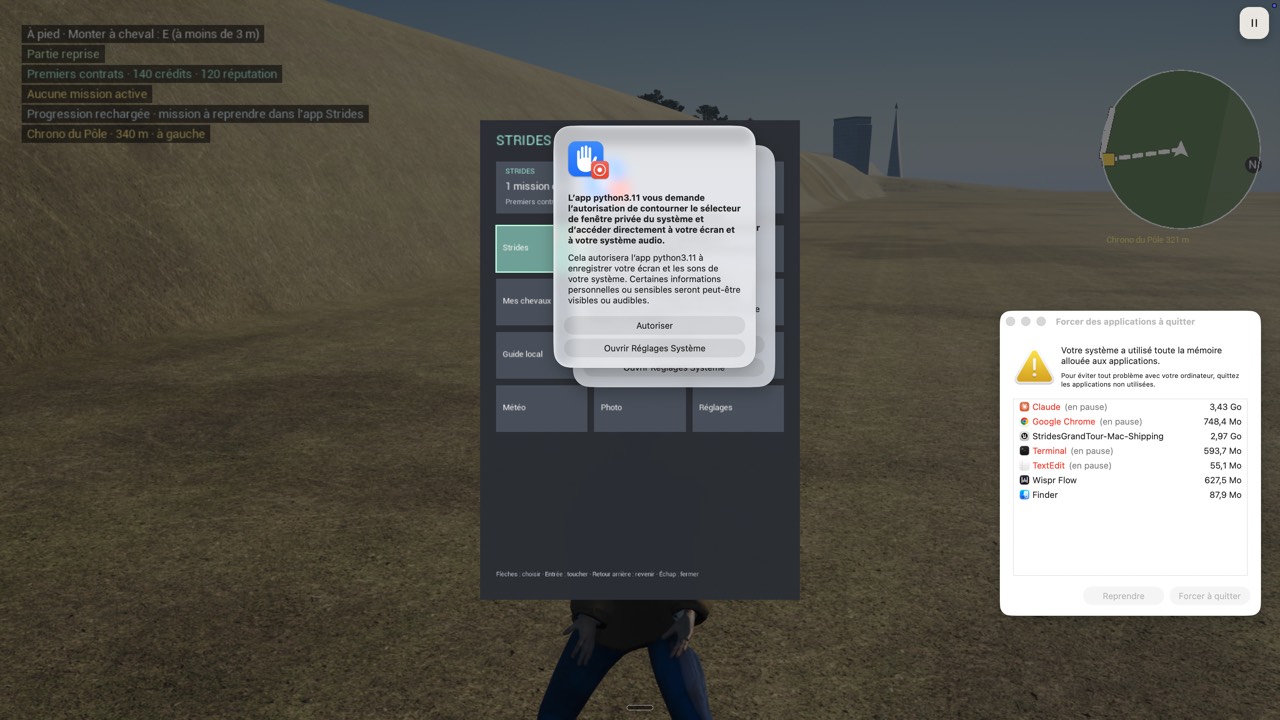 À pied · Monter à cheval : E (à moins de 3 m)
Partie reprise
Premiers contrats · 140 crédits · 120 réputation
Aucune mission active
Progression rechargée · mission à reprendre dans l'app Strides
Chrono du Pôle · 340 m · à gauche
N
Chrono du Pôle 321 m
STRIDES
STRIDES
1 mission
Premiers
Strides
Mes chevaux
Guide local
Météo
Photo
Réglages
Flèches : choisir · Entrée : toucher · Retour arrière : revenir · Échap : fermer
L'app python3.11 vous demande
l'autorisation de contourner le sélecteur
de fenêtre privée du système et
d'accéder directement à votre écran et
à votre système audio.
Cela autorisera l'app python3.11 à
enregistrer votre écran et les sons de
votre système. Certaines informations
personnelles ou sensibles seront peut-être
visibles ou audibles.
Autoriser
Ouvrir Réglages Système
Ouvrir Réglages Système
Forcer des applications à quitter
Votre système a utilisé toute la mémoire
allouée aux applications.
Pour éviter tout problème avec votre ordinateur, quittez
les applications non utilisées.
Claude (en pause) 3,43 Go
Google Chrome (en pause) 748,4 Mo
StridesGrandTour-Mac-Shipping 2,97 Go
Terminal (en pause) 593,7 Mo
TextEdit (en pause) 55,1 Mo
Wispr Flow 627,5 Mo
Finder 87,9 Mo
Reprendre
Forcer à quitter